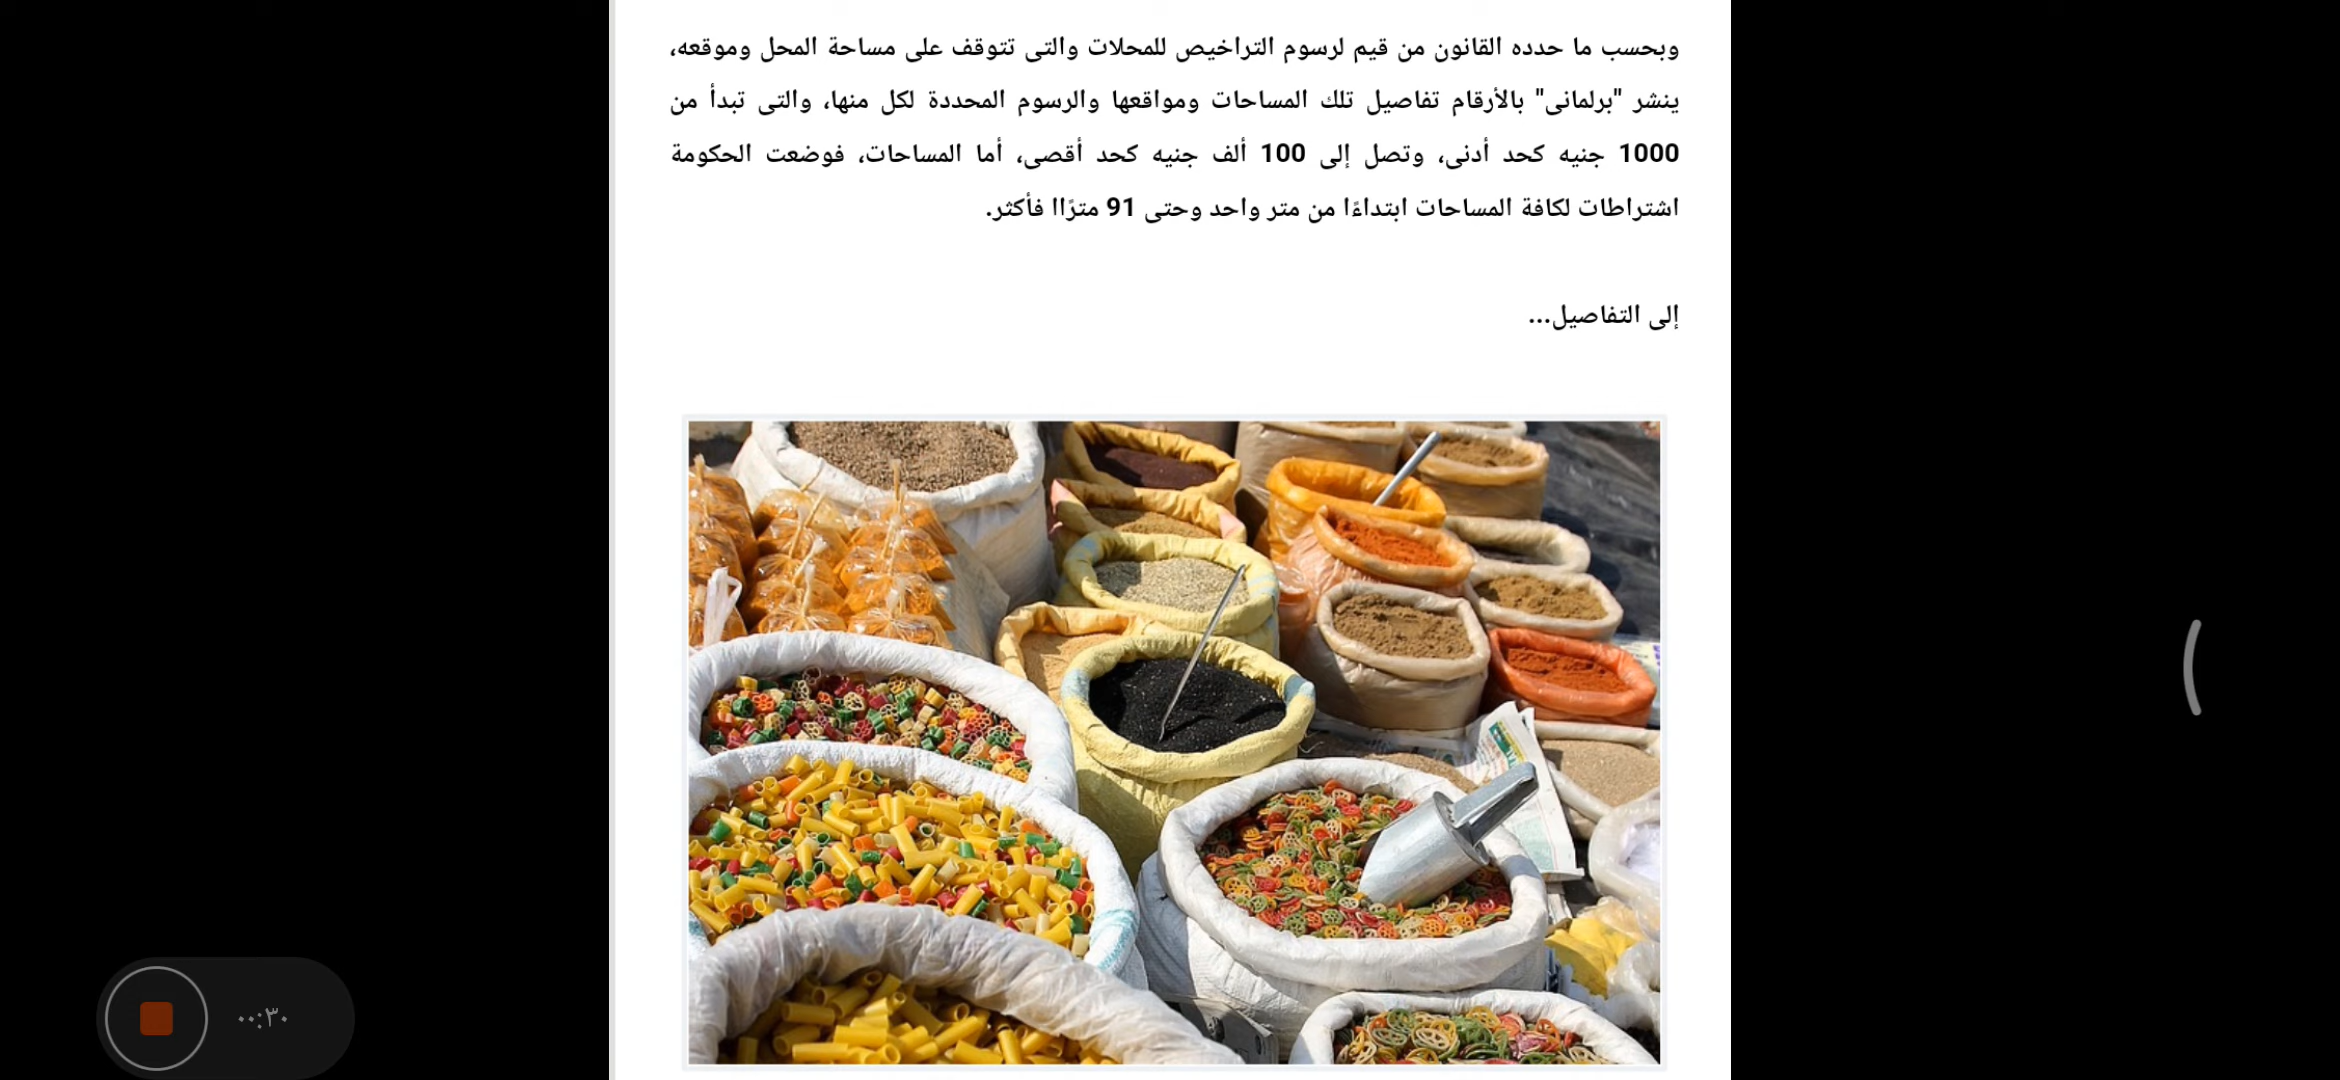 وبحسب ما حدده القانون من قيم لرسوم التراخيص للمحلات والتى تتوقف على مساحة المحل وموقعه،
ينشر "برلمانى" بالأرقام تفاصيل تلك المساحات ومواقعها والرسوم المحددة لكل منها، والتى تبدأ من
1000 جنيه كحد أدنى، وتصل إلى 100 ألف جنيه كحد أقصى، أما المساحات، فوضعت الحكومة
اشتراطات لكافة المساحات ابتداءًا من متر واحد وحتى 91 مترًاا فأكثر.
إلى التفاصيل...
٠٠:٣٠